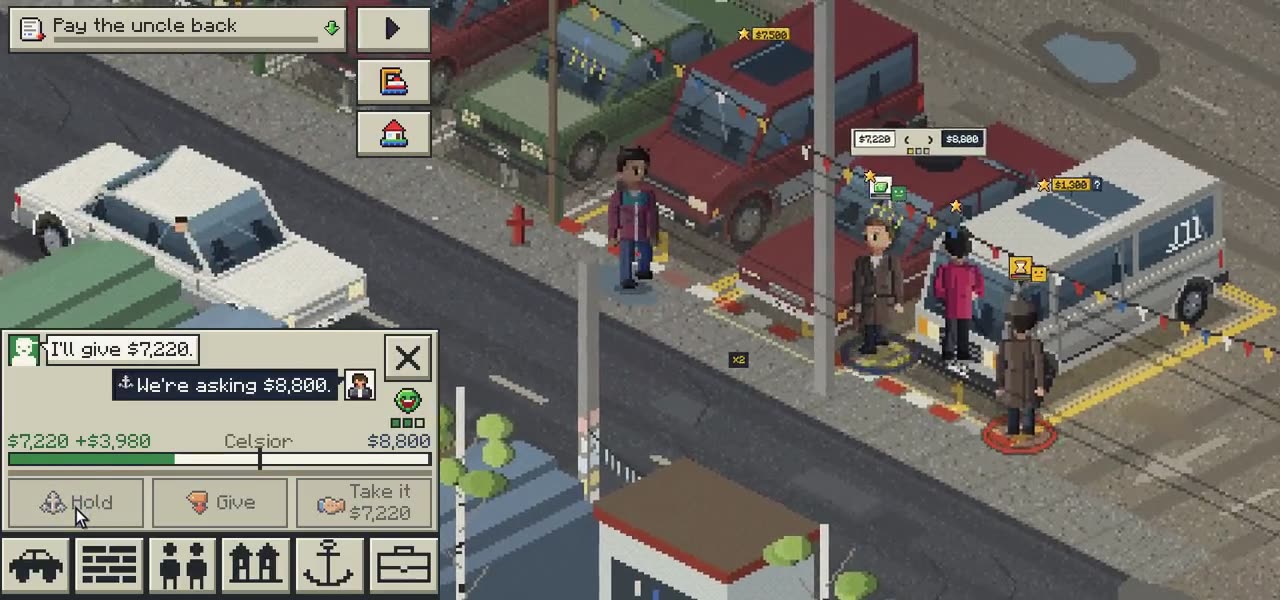 Pay the uncle back
$7,500
$7,220 < > $8,800
$1,300 ?
x2
I'll give $7,220.
We're asking $8,800.
$7,220 +$3,980 Celsior $8,800
Hold
Give
Take it
$7,220